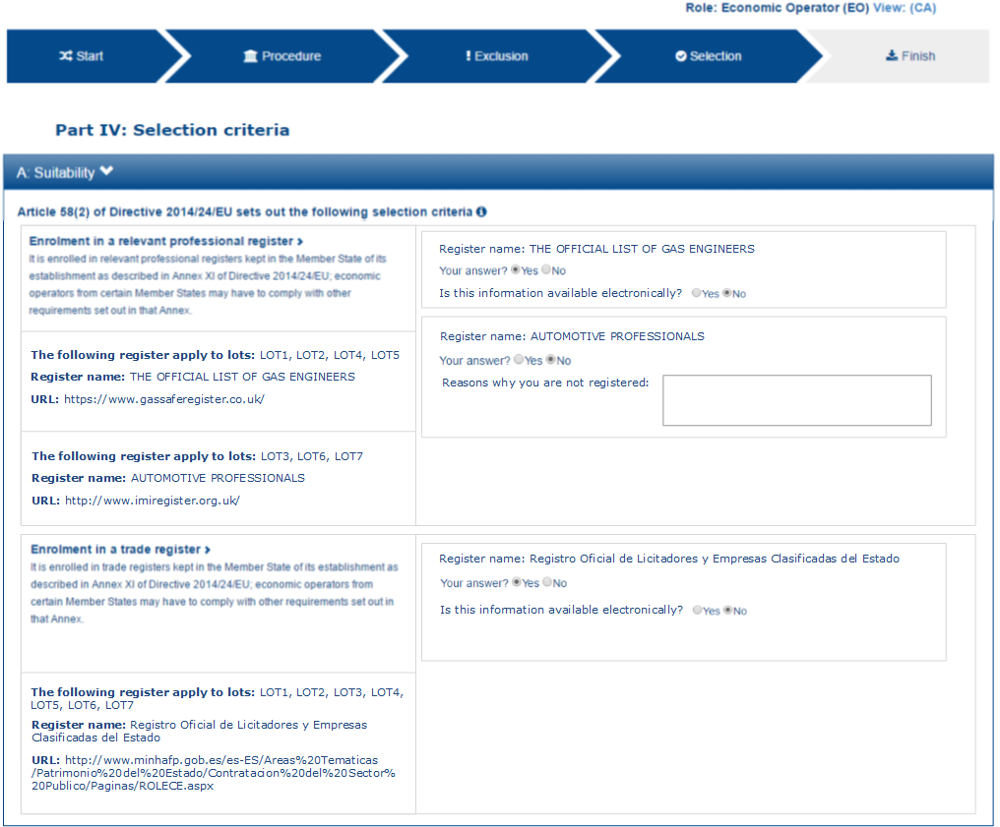 Role: Economic Operator (EO) View: (CA)
Start
Procedure
Exclusion
Selection
Finish
Part IV: Selection criteria
A: Suitability
Article 58(2) of Directive 2014/24/EU sets out the following selection criteria
Enrolment in a relevant professional register
It is enrolled in relevant professional registers kept in the Member State of its
establishment as described in Annex XI of Directive 2014/24/EU; economic
operators from certain Member States may have to comply with other
requirements set out in that Annex.
The following register apply to lots: LOT1, LOT2, LOT4, LOT5
Register name: THE OFFICIAL LIST OF GAS ENGINEERS
URL: https://www.gassaferegister.co.uk/
The following register apply to lots: LOT3, LOT6, LOT7
Register name: AUTOMOTIVE PROFESSIONALS
URL: http://www.imiregister.org.uk/
Register name: THE OFFICIAL LIST OF GAS ENGINEERS
Your answer? Yes No
Is this information available electronically? Yes No
Register name: AUTOMOTIVE PROFESSIONALS
Your answer? Yes No
Reasons why you are not registered:
Enrolment in a trade register
It is enrolled in trade registers kept in the Member State of its establishment as
described in Annex XI of Directive 2014/24/EU; economic operators from
certain Member States may have to comply with other requirements set out in
that Annex.
The following register apply to lots: LOT1, LOT2, LOT3, LOT4,
LOT5, LOT6, LOT7
Register name: Registro Oficial de Licitadores y Empresas
Clasificadas del Estado
URL: http://www.minhafp.gob.es/es-ES/Areas%20Tematicas
/Patrimonio%20del%20Estado/Contratacion%20del%20Sector%
20Publico/Paginas/ROLECE.aspx
Register name: Registro Oficial de Licitadores y Empresas Clasificadas del Estado
Your answer? Yes No
Is this information available electronically? Yes No